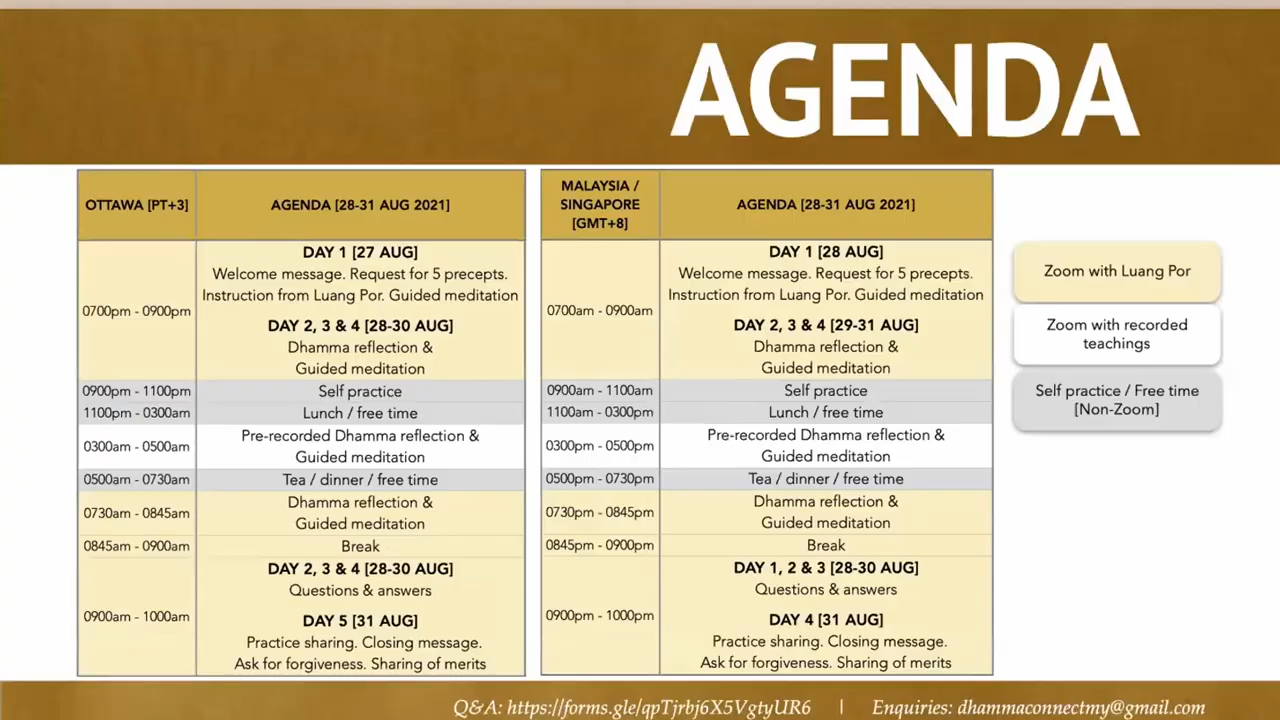 AGENDA
OTTAWA [PT+3]
AGENDA [28-31 AUG 2021]
0700pm - 0900pm
DAY 1 [27 AUG]
Welcome message. Request for 5 precepts.
Instruction from Luang Por. Guided meditation
DAY 2, 3 & 4 [28-30 AUG]
Dhamma reflection &
Guided meditation
0900pm - 1100pm
Self practice
1100pm - 0300am
Lunch / free time
0300am - 0500am
Pre-recorded Dhamma reflection &
Guided meditation
0500am - 0730am
Tea / dinner / free time
0730am - 0845am
Dhamma reflection &
Guided meditation
0845am - 0900am
Break
0900am - 1000am
DAY 2, 3 & 4 [28-30 AUG]
Questions & answers
DAY 5 [31 AUG]
Practice sharing. Closing message.
Ask for forgiveness. Sharing of merits
MALAYSIA /
SINGAPORE
[GMT+8]
AGENDA [28-31 AUG 2021]
0700am - 0900am
DAY 1 [28 AUG]
Welcome message. Request for 5 precepts.
Instruction from Luang Por. Guided meditation
DAY 2, 3 & 4 [29-31 AUG]
Dhamma reflection &
Guided meditation
0900am - 1100am
Self practice
1100am - 0300pm
Lunch / free time
0300pm - 0500pm
Pre-recorded Dhamma reflection &
Guided meditation
0500pm - 0730pm
Tea / dinner / free time
0730pm - 0845pm
Dhamma reflection &
Guided meditation
0845pm - 0900pm
Break
0900pm - 1000pm
DAY 1, 2 & 3 [28-30 AUG]
Questions & answers
DAY 4 [31 AUG]
Practice sharing. Closing message.
Ask for forgiveness. Sharing of merits
Zoom with Luang Por
Zoom with recorded
teachings
Self practice / Free time
[Non-Zoom]
Q&A: https://forms.gle/qpTjrbj6X5VgtyUR6 | Enquiries: dhammaconnectmy@gmail.com